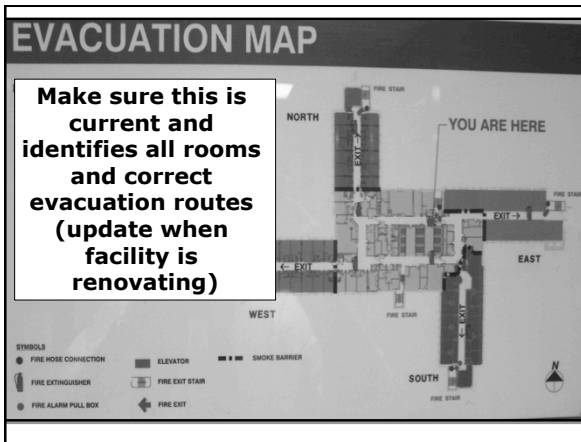 EVACUATION MAP
Make sure this is
current and
identifies all rooms
and correct
evacuation routes
(update when
facility is
renovating)
FIRE STAIR
NORTH
YOU ARE HERE
EXIT
FIRE STAIR
EXIT →
EAST
← EXIT
WEST
FIRE STAIR
EXIT
SOUTH
FIRE STAIR
N
SYMBOLS
FIRE HOSE CONNECTION
ELEVATOR
SMOKE BARRIER
FIRE EXTINGUISHER
FIRE EXIT STAIR
FIRE ALARM PULL BOX
FIRE EXIT